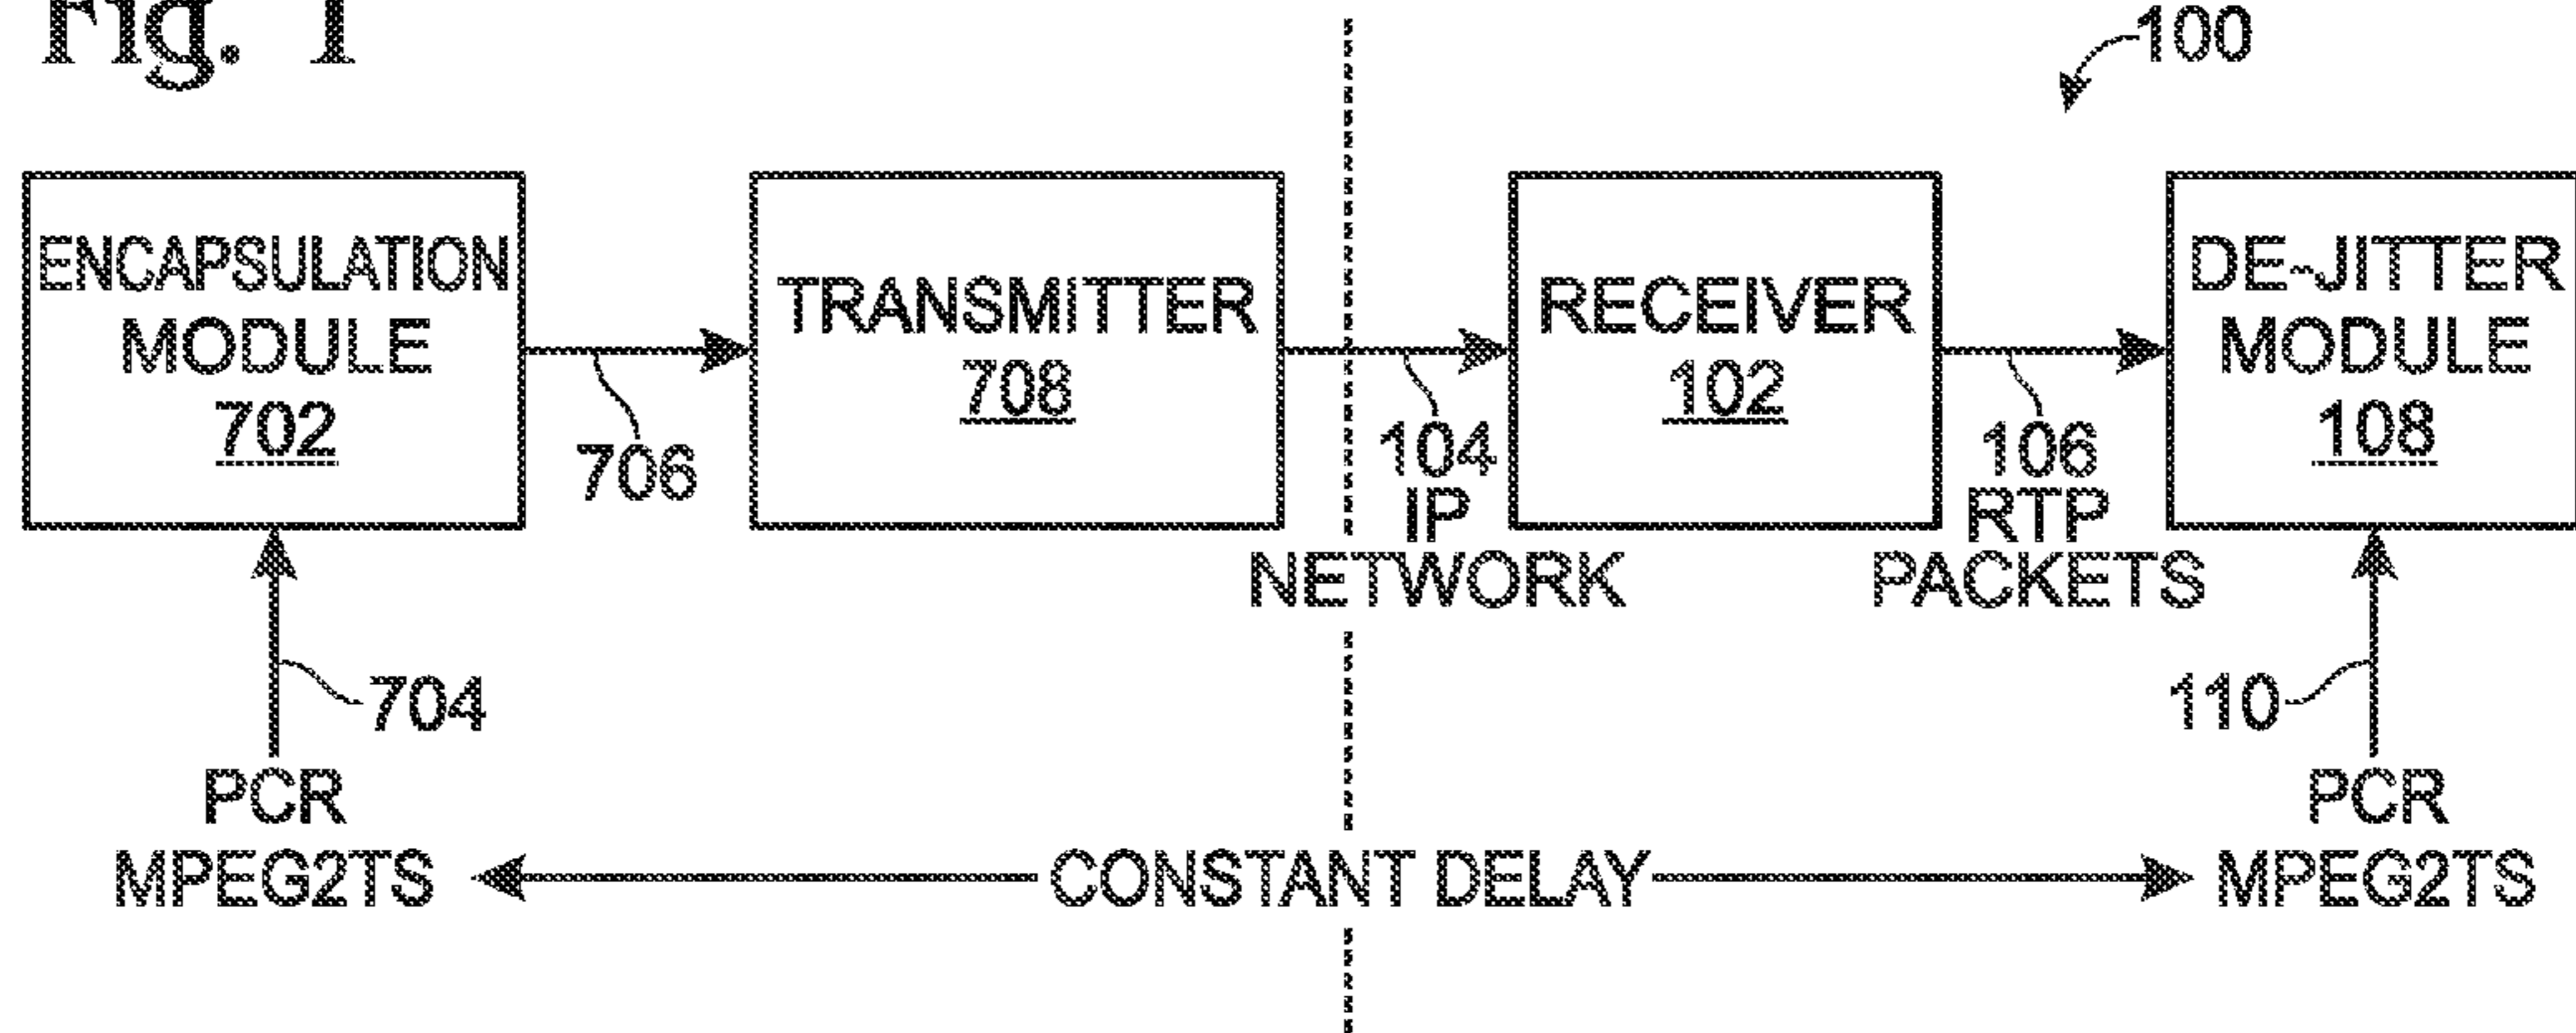 Fig. 1
100
ENCAPSULATION
MODULE
702
706
TRANSMITTER
708
104
IP
NETWORK
RECEIVER
102
106
RTP
PACKETS
DE-JITTER
MODULE
108
704
110
PCR
MPEG2TS
CONSTANT DELAY
PCR
MPEG2TS